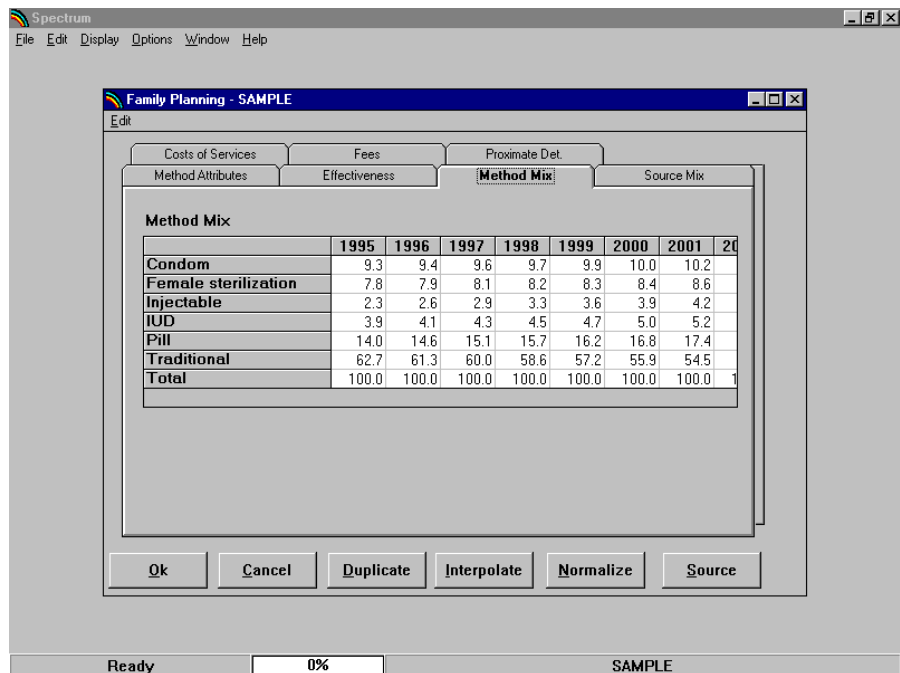 Spectrum
File Edit Display Options Window Help
Family Planning - SAMPLE
Edit
Costs of Services Fees Proximate Det.
Method Attributes Effectiveness Method Mix Source Mix
Method Mix
1995 1996 1997 1998 1999 2000 2001 20
Condom 9.3 9.4 9.6 9.7 9.9 10.0 10.2
Female sterilization 7.8 7.9 8.1 8.2 8.3 8.4 8.6
Injectable 2.3 2.6 2.9 3.3 3.6 3.9 4.2
IUD 3.9 4.1 4.3 4.5 4.7 5.0 5.2
Pill 14.0 14.6 15.1 15.7 16.2 16.8 17.4
Traditional 62.7 61.3 60.0 58.6 57.2 55.9 54.5
Total 100.0 100.0 100.0 100.0 100.0 100.0 100.0 1
Ok Cancel Duplicate Interpolate Normalize Source
Ready 0% SAMPLE